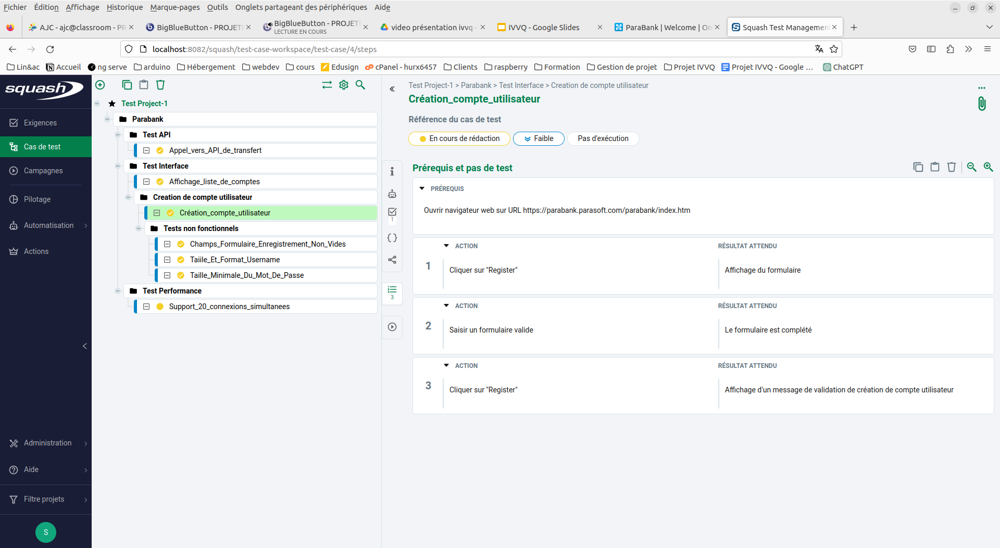 Fichier Édition Affichage Historique Marque-pages Outils Onglets partageant des périphériques Aide
AJC - ajc@classroom - PR
BigBlueButton - PROJETI
BigBlueButton - PROJETI
LECTURE EN COURS
video présentation ivvq -
IVVQ - Google Slides
ParaBank | Welcome | On
Squash Test Managemen
localhost:8082/squash/test-case-workspace/test-case/4/steps
Lin&ac Accueil ng serve arduino Hébergement webdev cours Edusign cPanel - hurx6457 Clients raspberry Formation Gestion de projet Projet IVVQ Projet IVVQ - Google … ChatGPT
squash
Exigences
Cas de test
Campagnes
Pilotage
Automatisation
Actions
Administration
Aide
Filtre projets
S
Test Project-1
Parabank
Test API
Appel_vers_API_de_transfert
Test Interface
Affichage_liste_de_comptes
Creation de compte utilisateur
Création_compte_utilisateur
Tests non fonctionnels
Champs_Formulaire_Enregistrement_Non_Vides
Taiile_Et_Format_Username
Taille_Minimale_Du_Mot_De_Passe
Test Performance
Support_20_connexions_simultanees
1
3
Test Project-1 > Parabank > Test Interface > Creation de compte utilisateur
Création_compte_utilisateur
Référence du cas de test
En cours de rédaction Faible Pas d'exécution
Prérequis et pas de test
PRÉREQUIS
Ouvrir navigateur web sur URL https://parabank.parasoft.com/parabank/index.htm
ACTION RÉSULTAT ATTENDU
1 Cliquer sur "Register" Affichage du formulaire
ACTION RÉSULTAT ATTENDU
2 Saisir un formulaire valide Le formulaire est complété
ACTION RÉSULTAT ATTENDU
3 Cliquer sur "Register" Affichage d'un message de validation de création de compte utilisateur